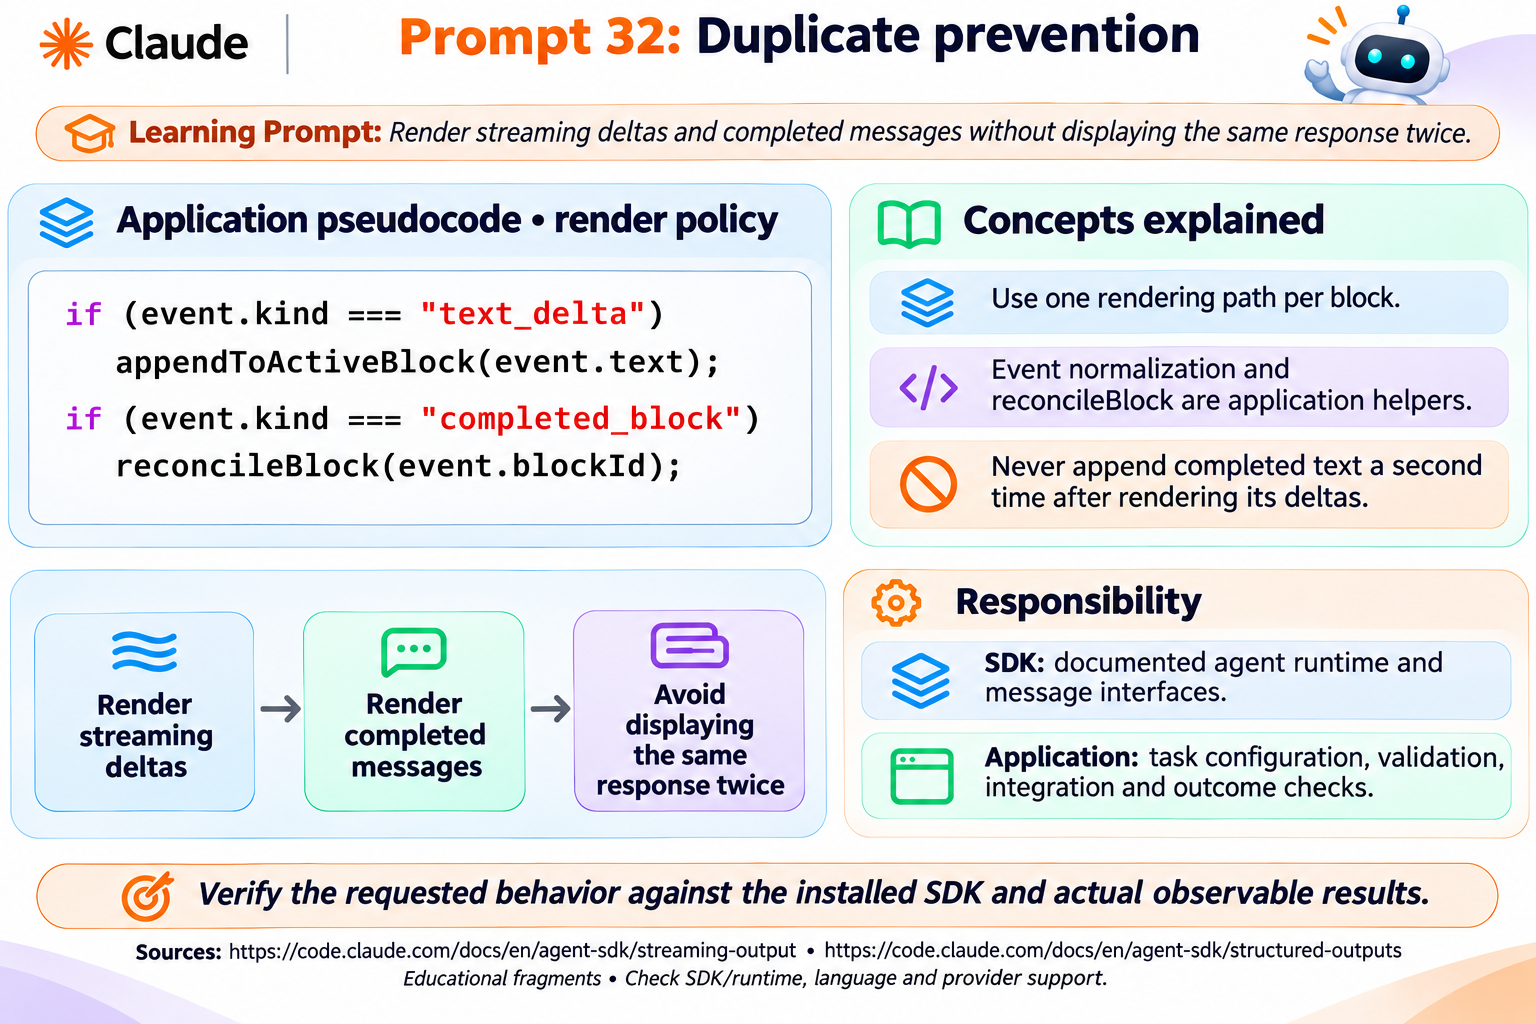 Claude
Prompt 32: Duplicate prevention
Learning Prompt: Render streaming deltas and completed messages without displaying the same response twice.
Application pseudocode • render policy
if (event.kind === "text_delta")
appendToActiveBlock(event.text);
if (event.kind === "completed_block")
reconcileBlock(event.blockId);
Concepts explained
Use one rendering path per block.
Event normalization and
reconcileBlock are application helpers.
Never append completed text a second
time after rendering its deltas.
Render
streaming
deltas
Render
completed
messages
Avoid
displaying
the same
response twice
Responsibility
SDK: documented agent runtime and
message interfaces.
Application: task configuration, validation,
integration and outcome checks.
Verify the requested behavior against the installed SDK and actual observable results.
Sources: https://code.claude.com/docs/en/agent-sdk/streaming-output • https://code.claude.com/docs/en/agent-sdk/structured-outputs
Educational fragments • Check SDK/runtime, language and provider support.